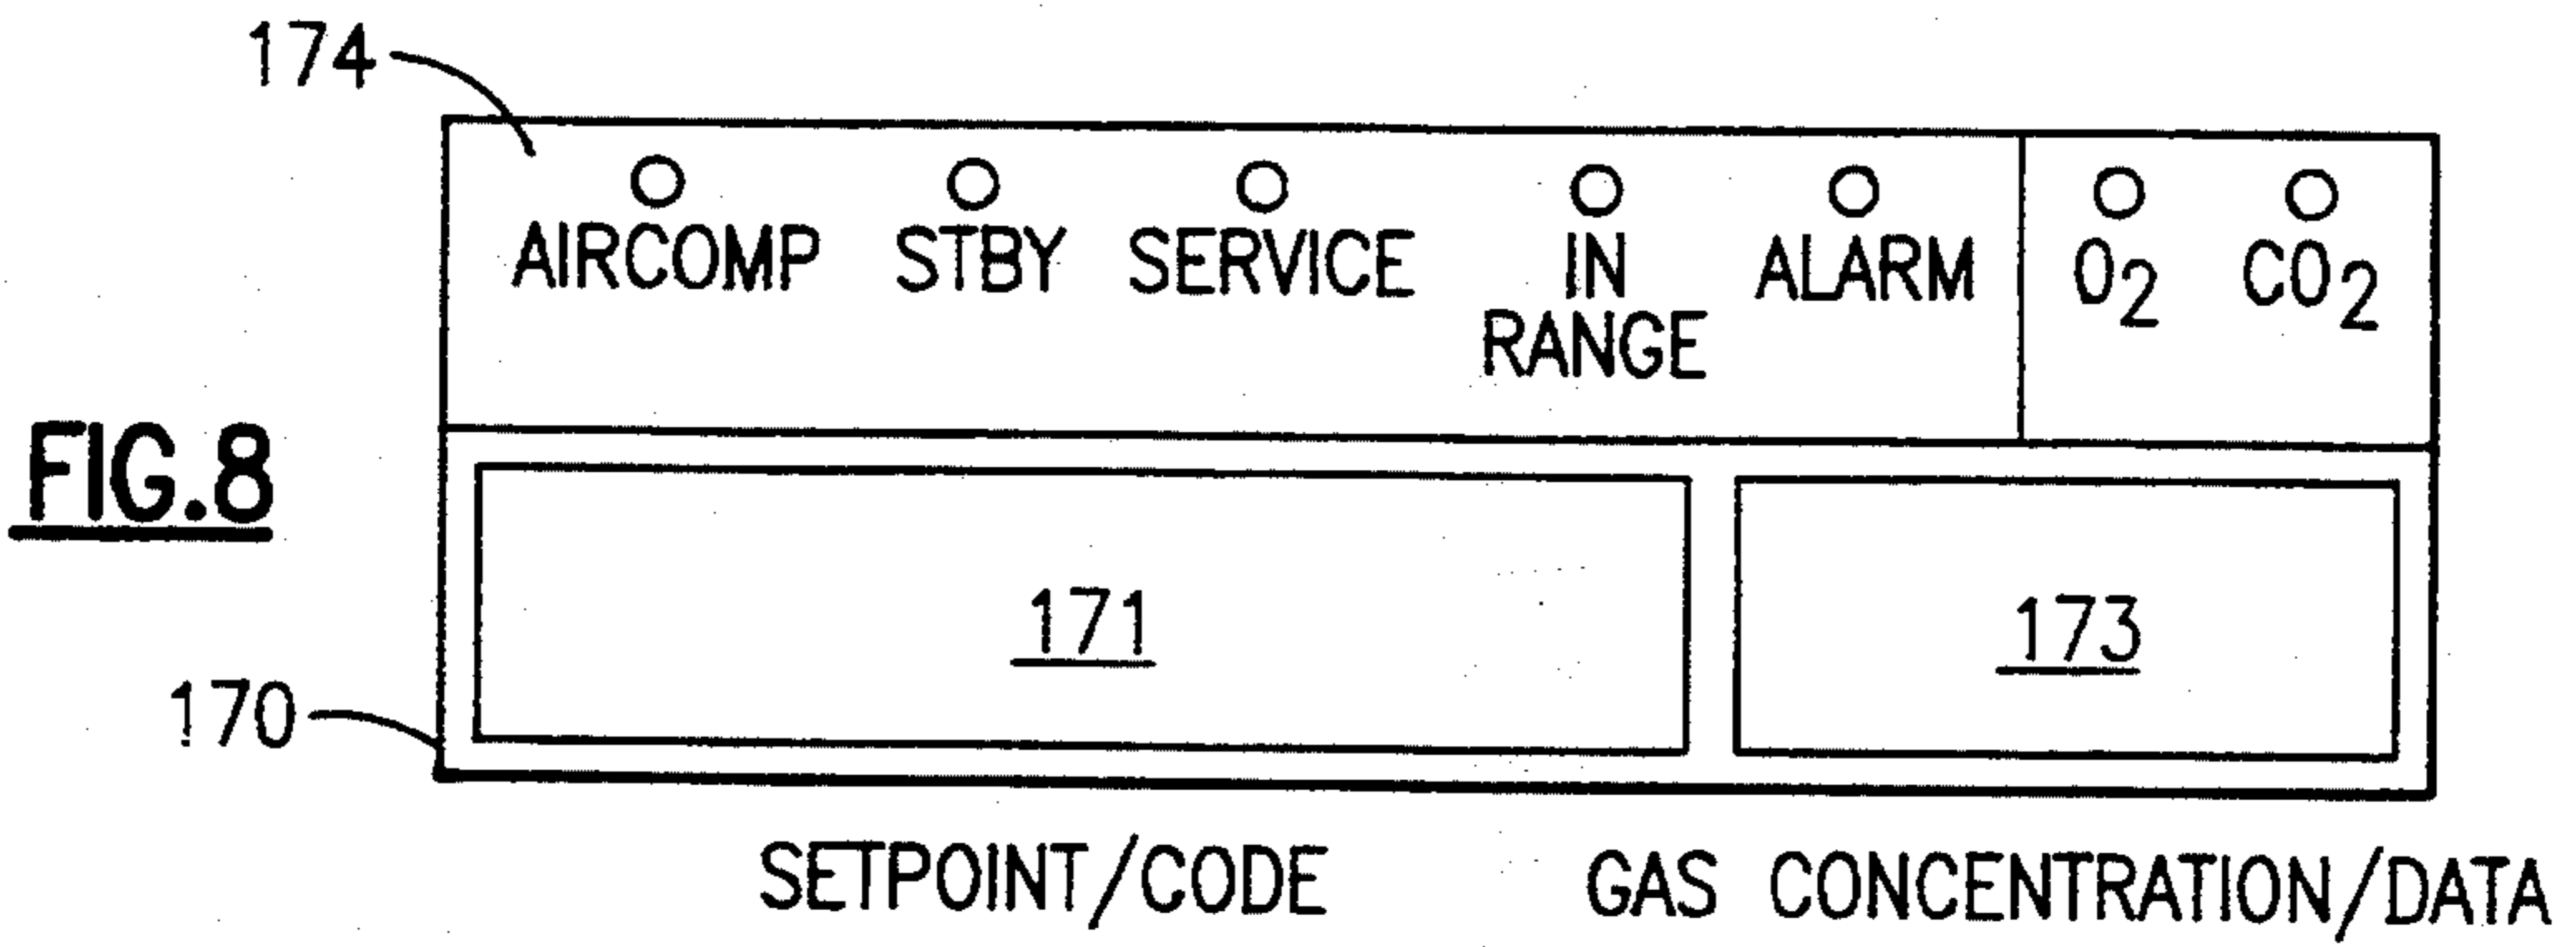 174
AIRCOMP STBY SERVICE IN RANGE ALARM O2 CO2
FIG.8
171 173
170
SETPOINT/CODE GAS CONCENTRATION/DATA